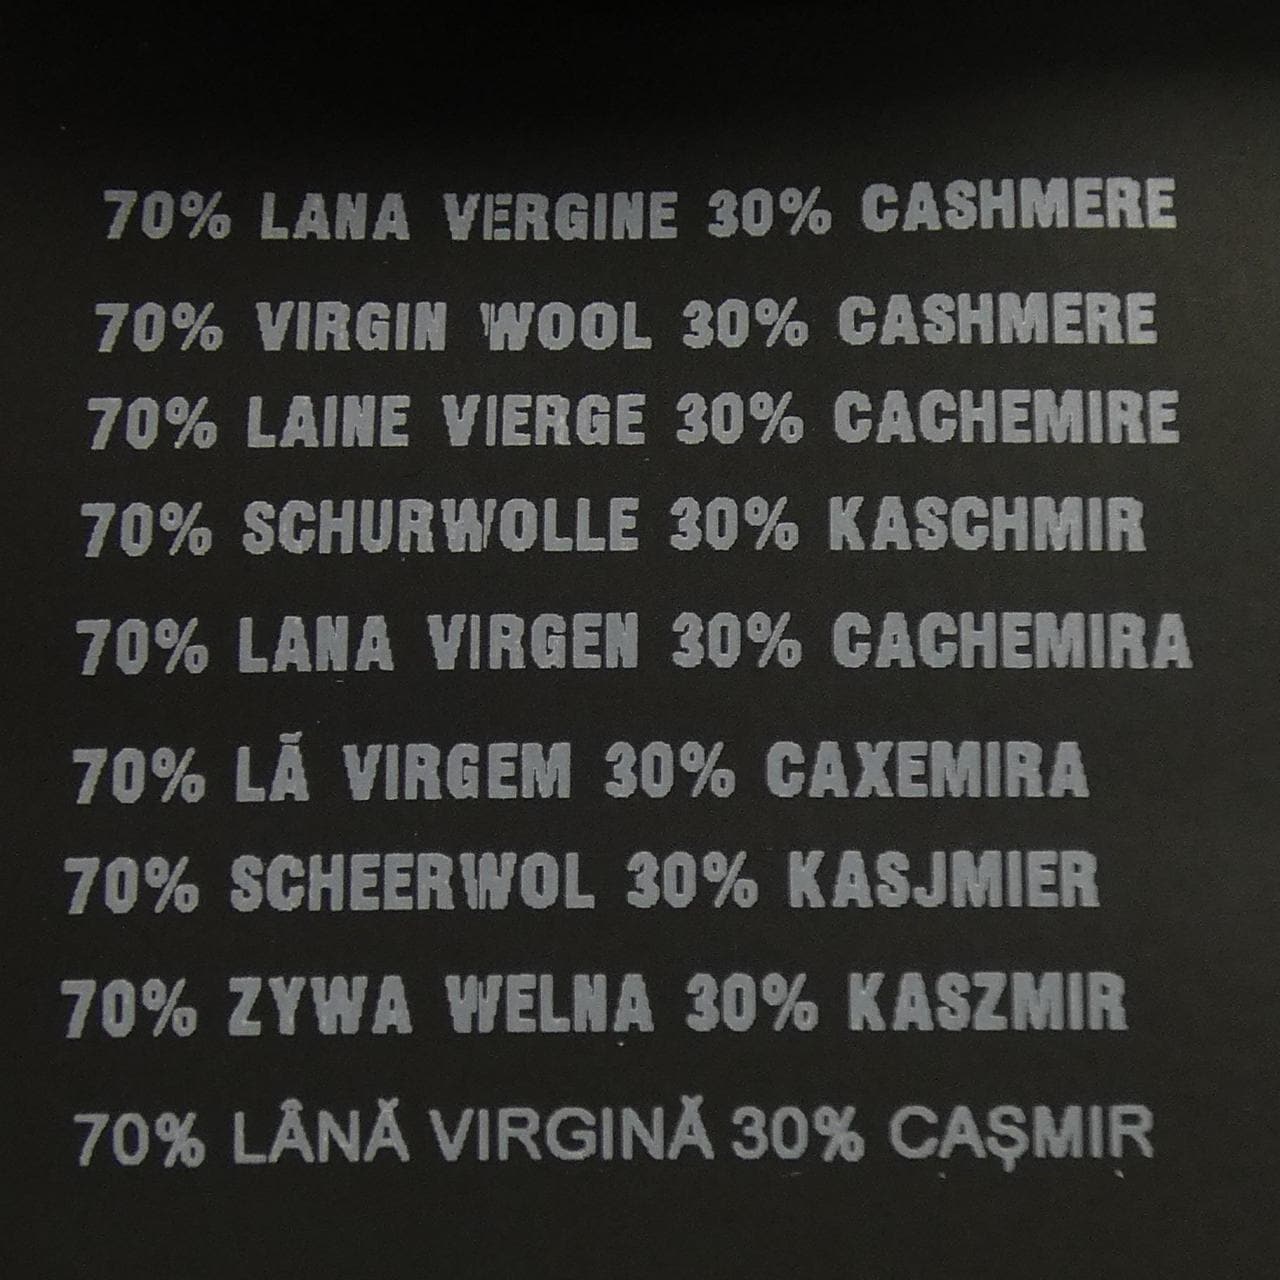 70% LANA VERGINE 30% CASHMERE
70% VIRGIN WOOL 30% CASHMERE
70% LAINE VIERGE 30% CACHEMIRE
70% SCHURWOLLE 30% KASCHMIR
70% LANA VIRGEN 30% CACHEMIRA
70% LÃ VIRGEM 30% CAXEMIRA
70% SCHEERWOL 30% KASJMIER
70% ZYWA WELNA 30% KASZMIR
70% LÂNĂ VIRGINĂ 30% CAȘMIR